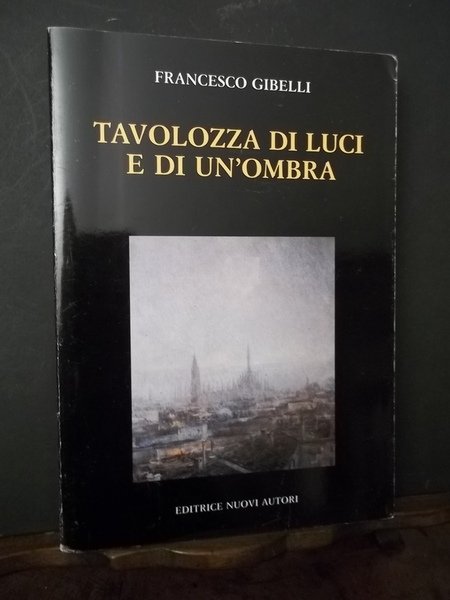 FRANCESCO GIBELLI
TAVOLOZZA DI LUCI
E DI UN'OMBRA
EDITRICE NUOVI AUTORI